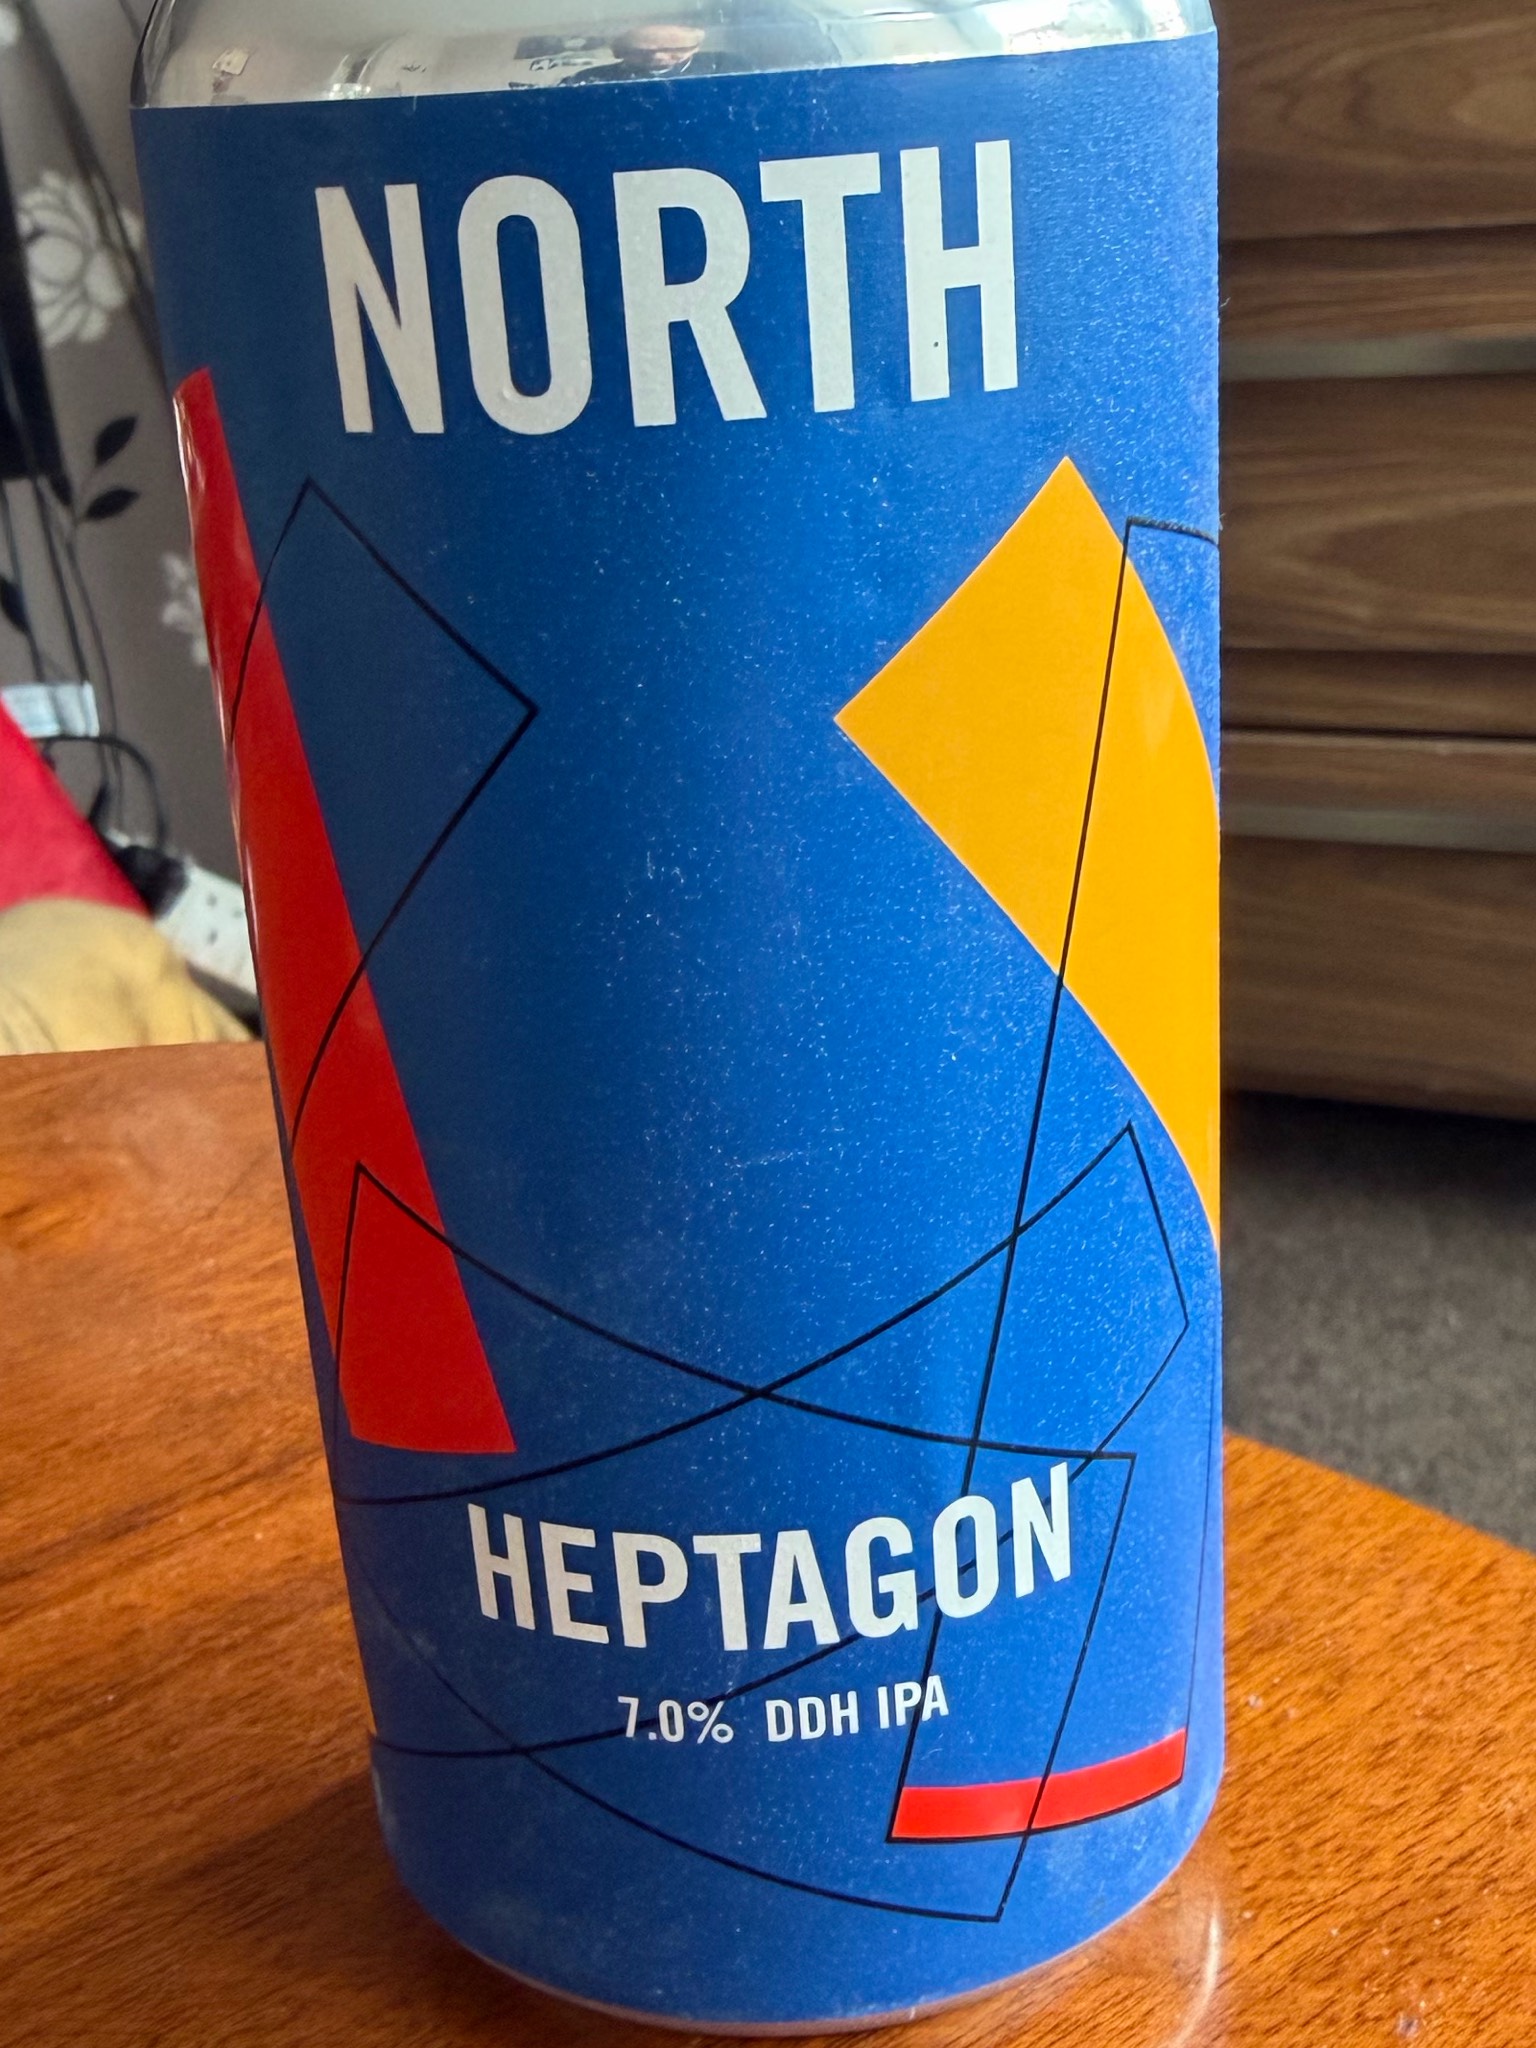 NORTH
HEPTAGON
7.0% DDH IPA